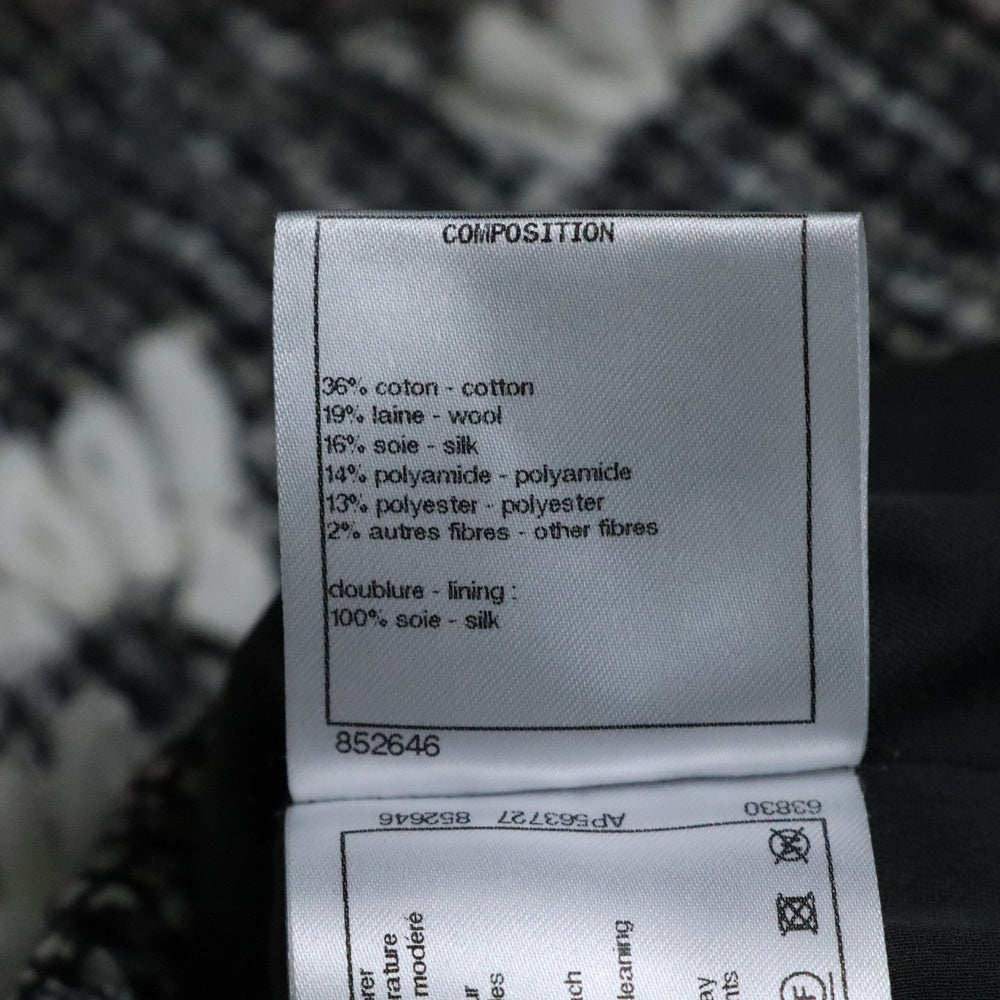 COMPOSITION
36% coton - cotton
19% laine - wool
16% soie - silk
14% polyamide - polyamide
13% polyester - polyester
2% autres fibres - other fibres
doublure - lining :
100% soie - silk
852646
63830 AP563727 852646
modéré
F